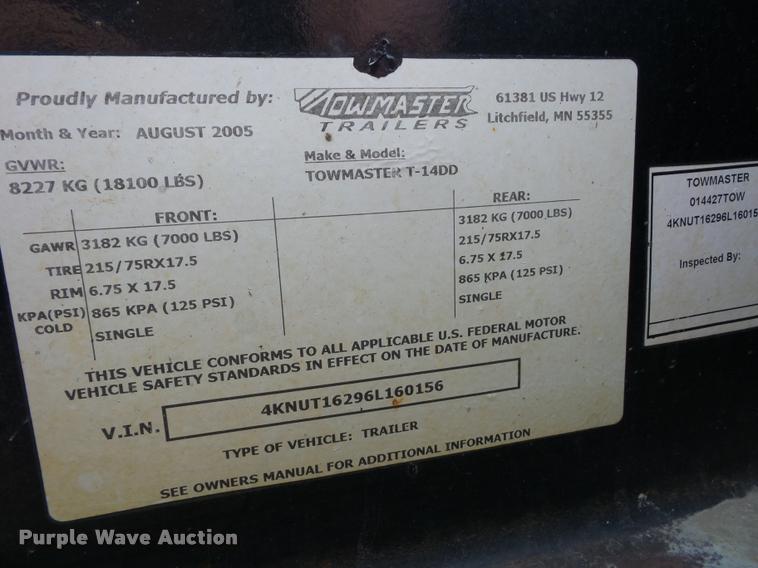 Proudly Manufactured by:
TOWMASTER
TRAILERS
61381 US Hwy 12
Litchfield, MN 55355
Month & Year: AUGUST 2005
GVWR:
8227 KG (18100 LBS)
Make & Model:
TOWMASTER T-14DD
FRONT: REAR:
GAWR 3182 KG (7000 LBS) 3182 KG (7000 LBS)
TIRE 215/75RX17.5 215/75RX17.5
RIM 6.75 X 17.5 6.75 X 17.5
KPA(PSI) COLD 865 KPA (125 PSI) 865 KPA (125 PSI)
SINGLE SINGLE
THIS VEHICLE CONFORMS TO ALL APPLICABLE U.S. FEDERAL MOTOR
VEHICLE SAFETY STANDARDS IN EFFECT ON THE DATE OF MANUFACTURE.
V.I.N. 4KNUT16296L160156
TYPE OF VEHICLE: TRAILER
SEE OWNERS MANUAL FOR ADDITIONAL INFORMATION
TOWMASTER
014427TOW
4KNUT16296L16015
Inspected By:
Purple Wave Auction